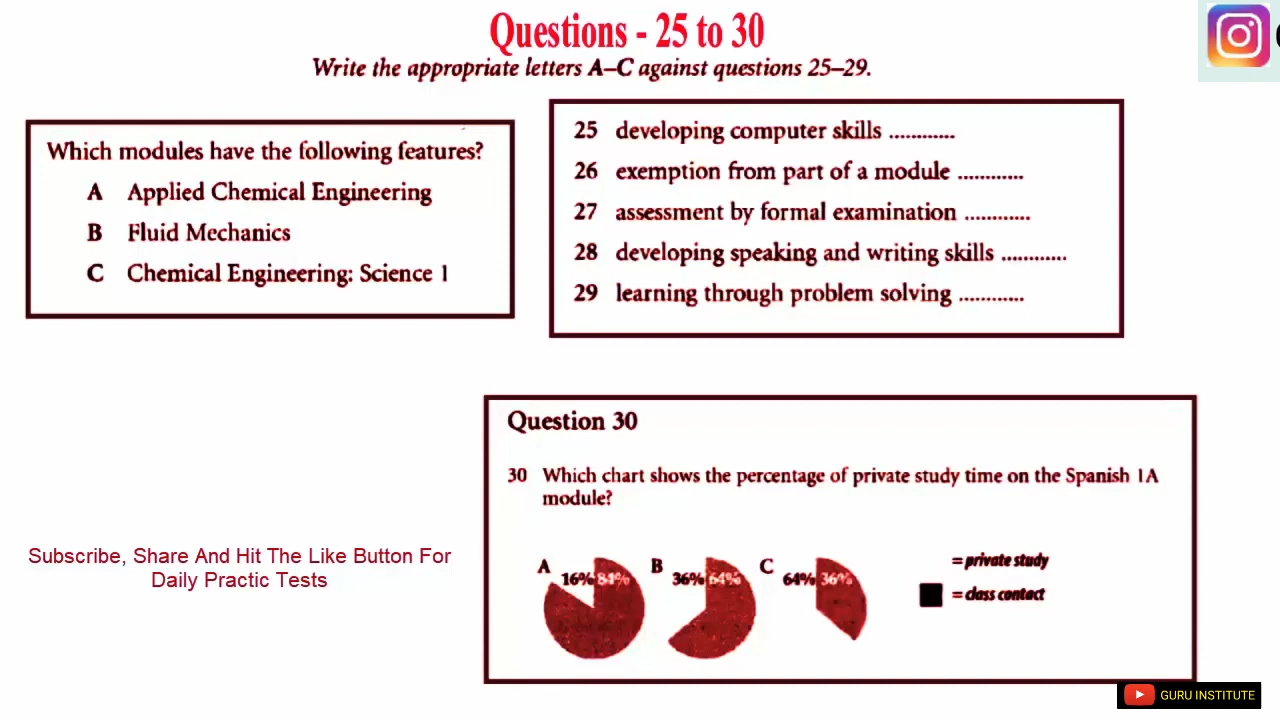 Questions - 25 to 30
Write the appropriate letters A–C against questions 25–29.
Which modules have the following features?
A Applied Chemical Engineering
B Fluid Mechanics
C Chemical Engineering: Science 1
25 developing computer skills ............
26 exemption from part of a module ............
27 assessment by formal examination ............
28 developing speaking and writing skills ............
29 learning through problem solving ............
Question 30
30 Which chart shows the percentage of private study time on the Spanish 1A
module?
A 16% 84%
B 36% 64%
C 64% 36%
= private study
= class contact
Subscribe, Share And Hit The Like Button For
Daily Practic Tests
GURU INSTITUTE